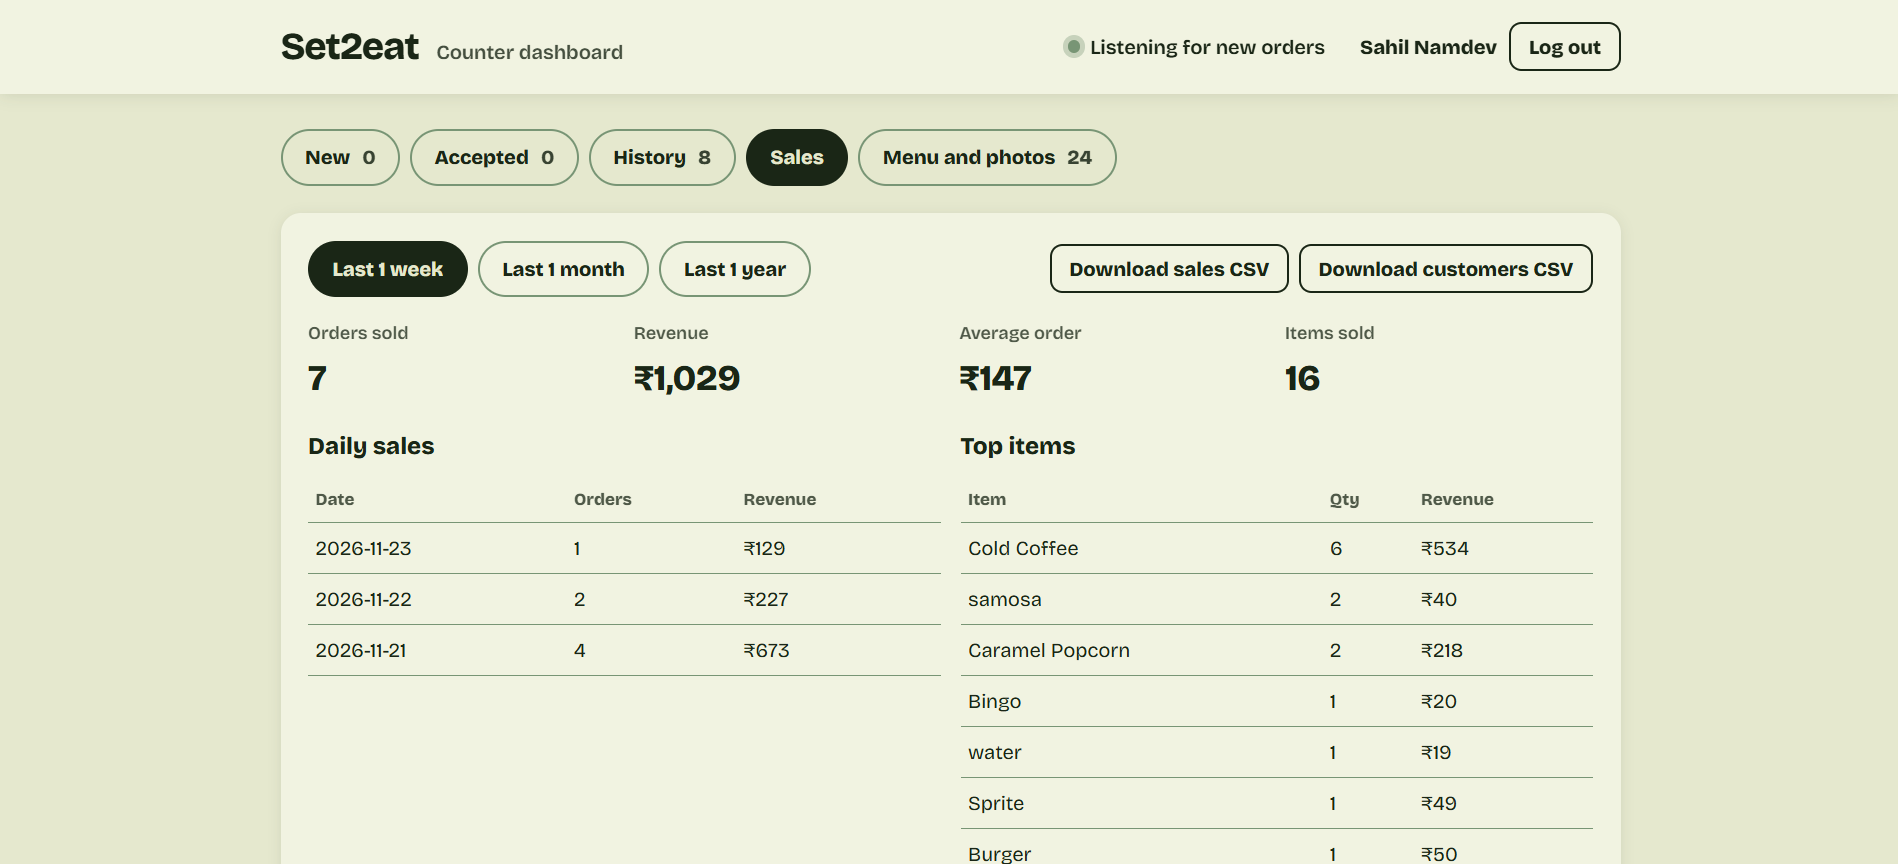 Set2eat Counter dashboard
Listening for new orders
Sahil Namdev
Log out
New 0
Accepted 0
History 8
Sales
Menu and photos 24
Last 1 week
Last 1 month
Last 1 year
Download sales CSV
Download customers CSV
Orders sold
7
Revenue
₹1,029
Average order
₹147
Items sold
16
Daily sales
Date Orders Revenue
2026-11-23 1 ₹129
2026-11-22 2 ₹227
2026-11-21 4 ₹673
Top items
Item Qty Revenue
Cold Coffee 6 ₹534
samosa 2 ₹40
Caramel Popcorn 2 ₹218
Bingo 1 ₹20
water 1 ₹19
Sprite 1 ₹49
Burger 1 ₹50